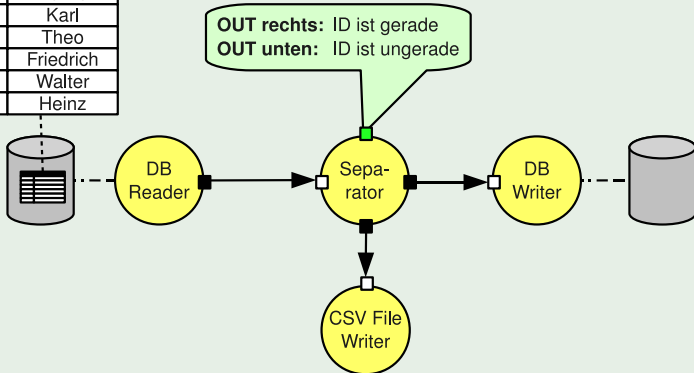 Karl
Theo
Friedrich
Walter
Heinz
OUT rechts: ID ist gerade
OUT unten: ID ist ungerade
DB
Reader
Sepa-
rator
DB
Writer
CSV File
Writer